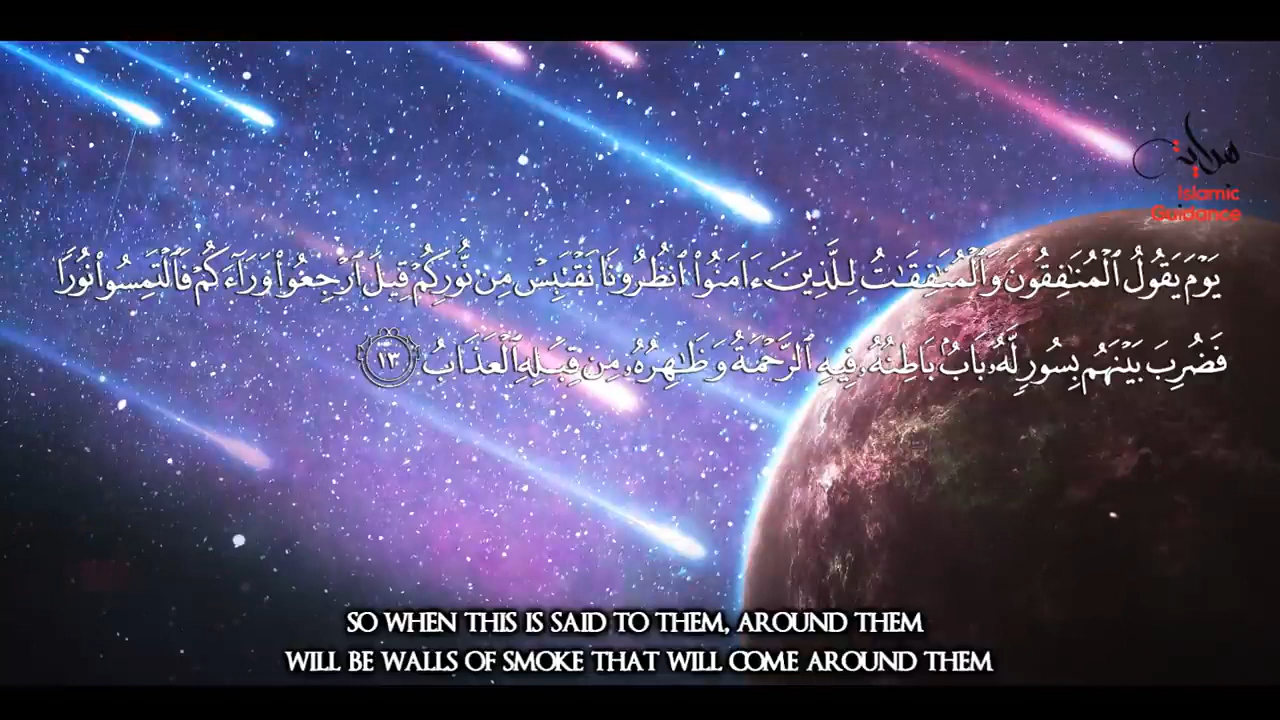 هداية
Islamic
Guidance
يَوْمَ يَقُولُ ٱلْمُنَـٰفِقُونَ وَٱلْمُنَـٰفِقَـٰتُ لِلَّذِينَ ءَامَنُوا۟ ٱنظُرُونَا نَقْتَبِسْ مِن نُّورِكُمْ قِيلَ ٱرْجِعُوا۟ وَرَآءَكُمْ فَٱلْتَمِسُوا۟ نُورًا
فَضُرِبَ بَيْنَهُم بِسُورٍ لَّهُۥ بَابٌۢ بَاطِنُهُۥ فِيهِ ٱلرَّحْمَةُ وَظَـٰهِرُهُۥ مِن قِبَلِهِ ٱلْعَذَابُ ١٣
SO WHEN THIS IS SAID TO THEM, AROUND THEM
WILL BE WALLS OF SMOKE THAT WILL COME AROUND THEM